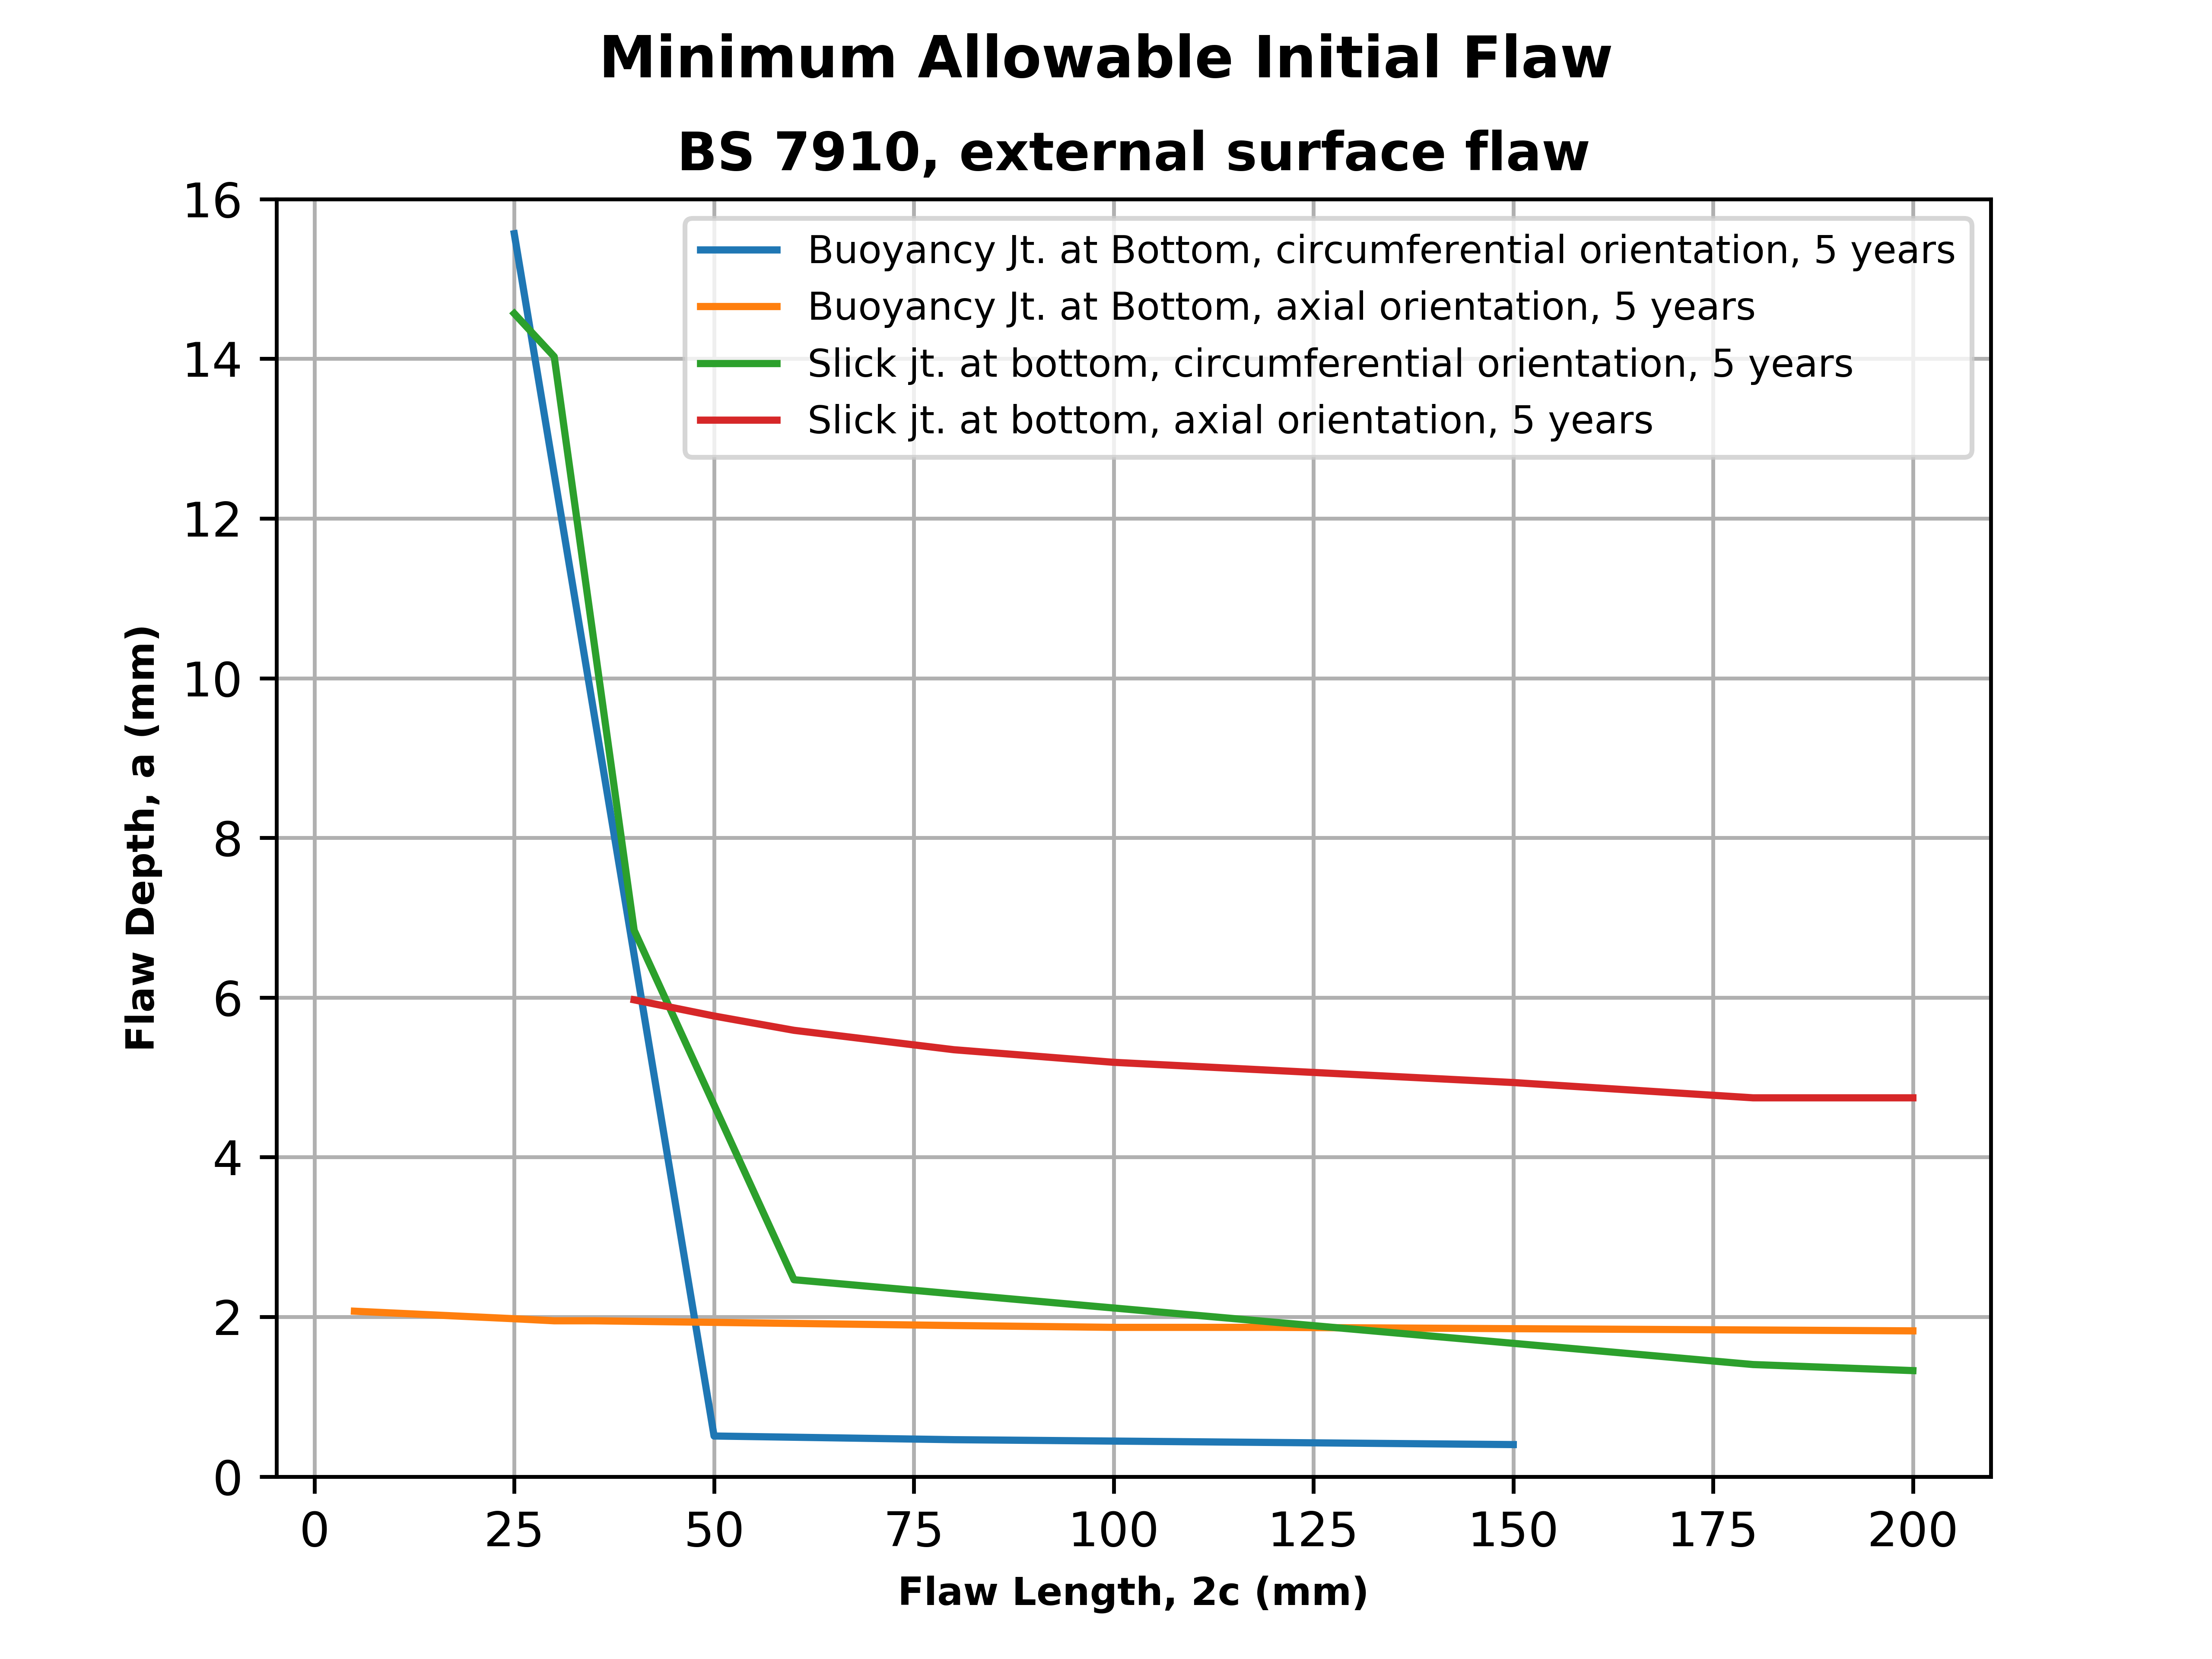 Minimum Allowable Initial Flaw
BS 7910, external surface flaw
16
14
12
10
8
6
4
2
0
Flaw Depth, a (mm)
Buoyancy Jt. at Bottom, circumferential orientation, 5 years
Buoyancy Jt. at Bottom, axial orientation, 5 years
Slick jt. at bottom, circumferential orientation, 5 years
Slick jt. at bottom, axial orientation, 5 years
0 25 50 75 100 125 150 175 200
Flaw Length, 2c (mm)